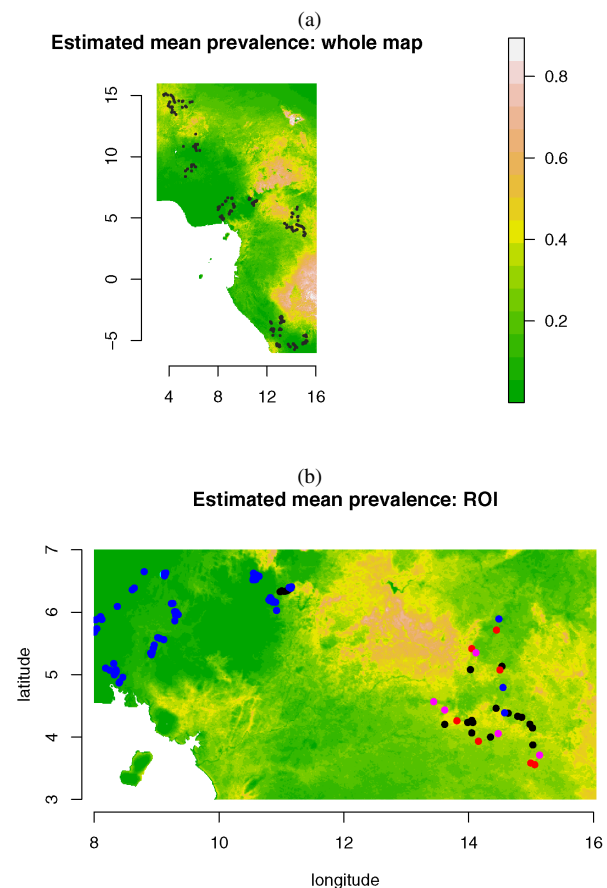 (a)
Estimated mean prevalence: whole map
15
10
5
0
−5
4 8 12 16
0.8
0.6
0.4
0.2
(b)
Estimated mean prevalence: ROI
latitude
7
6
5
4
3
8 10 12 14 16
longitude